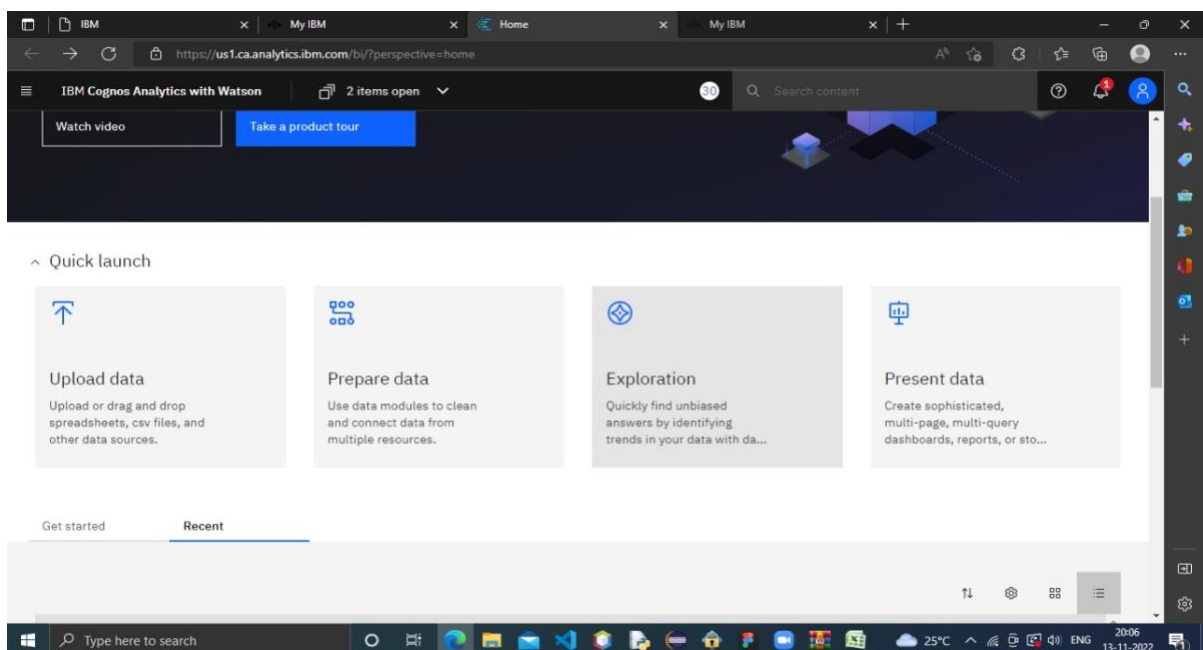 IBM
My IBM
Home
My IBM
https://us1.ca.analytics.ibm.com/bi/?perspective=home
IBM Cognos Analytics with Watson
2 items open
30
Search content
1
Watch video
Take a product tour
Quick launch
Upload data
Upload or drag and drop
spreadsheets, csv files, and
other data sources.
Prepare data
Use data modules to clean
and connect data from
multiple resources.
Exploration
Quickly find unbiased
answers by identifying
trends in your data with da...
Present data
Create sophisticated,
multi-page, multi-query
dashboards, reports, or sto...
Get started
Recent
Type here to search
25°C
ENG
20:06
13-11-2022
1